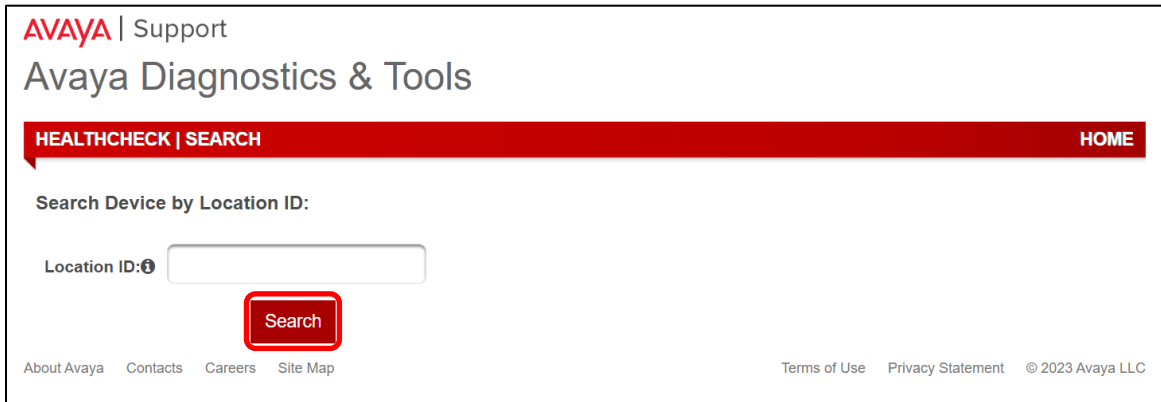 AVAYA | Support
Avaya Diagnostics & Tools
HEALTHCHECK | SEARCH HOME
Search Device by Location ID:
Location ID:
Search
About Avaya Contacts Careers Site Map Terms of Use Privacy Statement © 2023 Avaya LLC